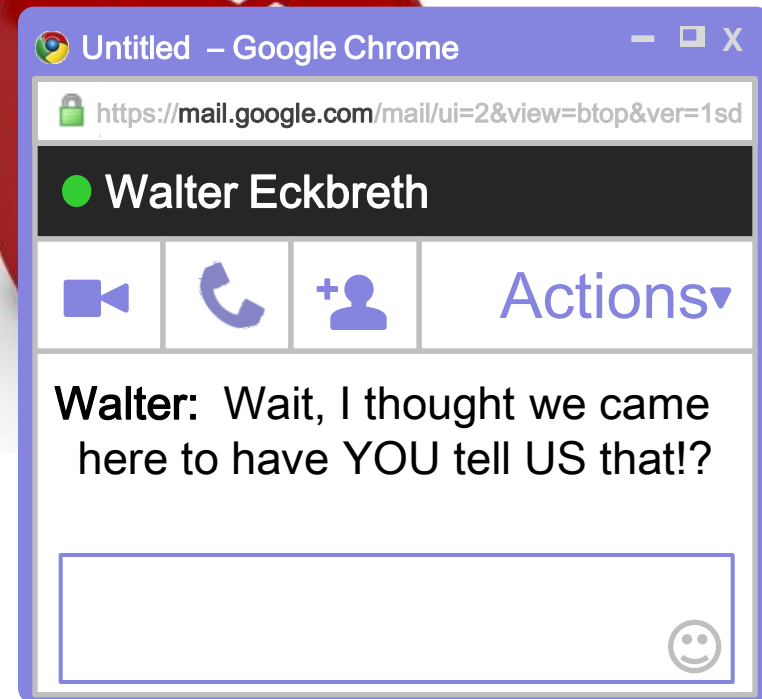 Untitled – Google Chrome
https://mail.google.com/mail/ui=2&view=btop&ver=1sd
Walter Eckbreth
Actions
Walter: Wait, I thought we came
here to have YOU tell US that!?